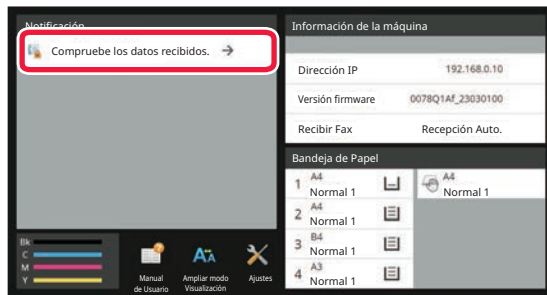 Notificación
Compruebe los datos recibidos. →
Información de la máquina
Dirección IP 192.168.0.10
Versión firmware 0078Q1Af_23030100
Recibir Fax Recepción Auto.
Bandeja de Papel
1 A4
Normal 1
A4
Normal 1
2 A4
Normal 1
3 B4
Normal 1
4 A3
Normal 1
Bk
C
M
Y
Manual
de Usuario
Ampliar modo
Visualización
Ajustes